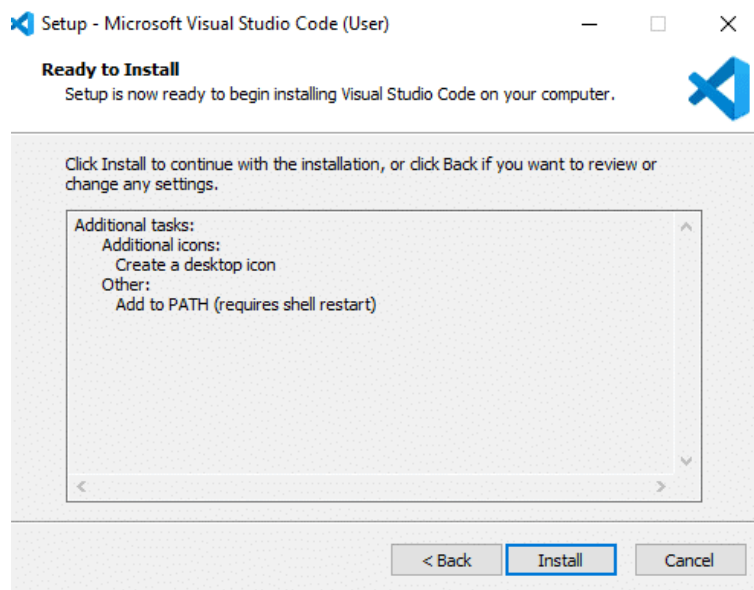 Setup - Microsoft Visual Studio Code (User)
Ready to Install
Setup is now ready to begin installing Visual Studio Code on your computer.
Click Install to continue with the installation, or click Back if you want to review or
change any settings.
Additional tasks:
Additional icons:
Create a desktop icon
Other:
Add to PATH (requires shell restart)
< Back
Install
Cancel